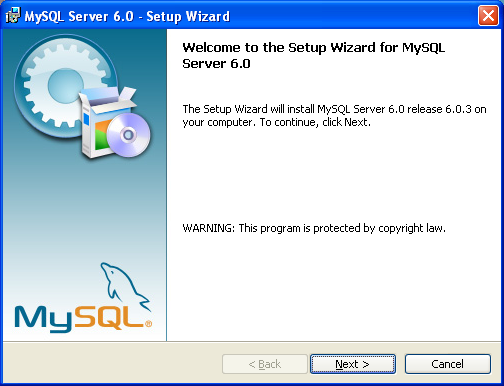 MySQL Server 6.0 - Setup Wizard
Welcome to the Setup Wizard for MySQL
Server 6.0
The Setup Wizard will install MySQL Server 6.0 release 6.0.3 on
your computer. To continue, click Next.
WARNING: This program is protected by copyright law.
MySQL®
< Back
Next >
Cancel